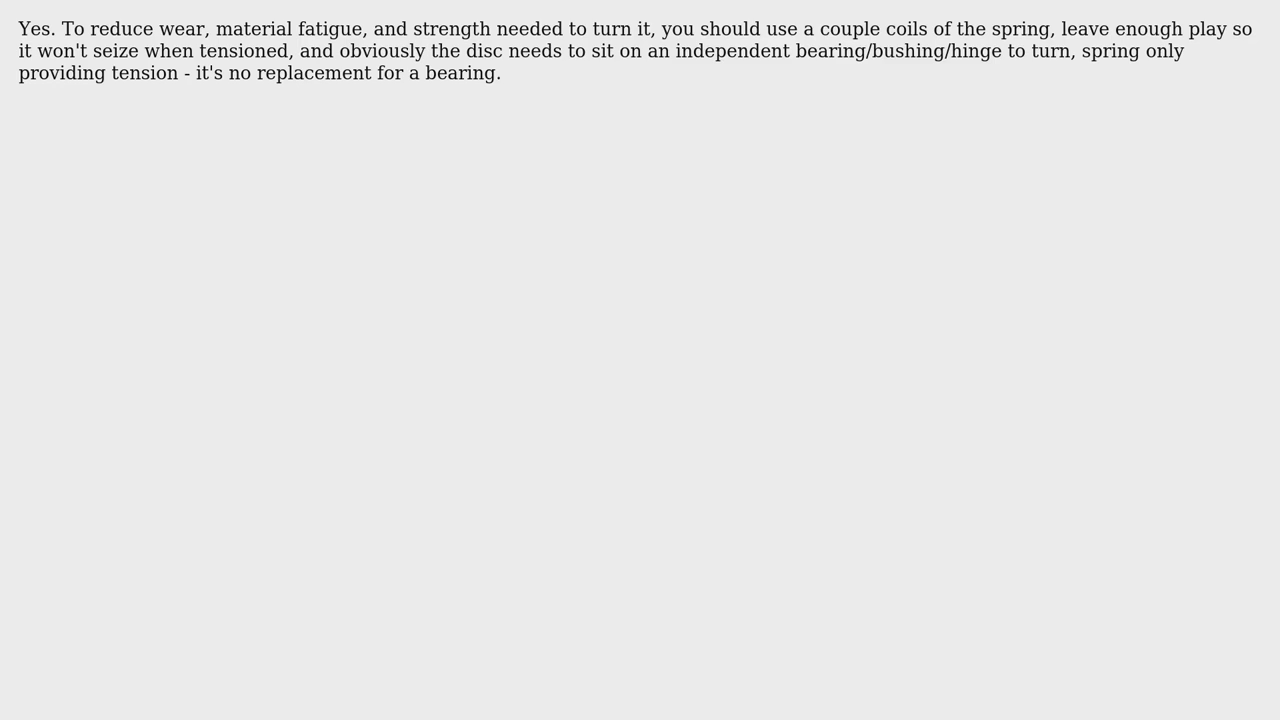 Yes. To reduce wear, material fatigue, and strength needed to turn it, you should use a couple coils of the spring, leave enough play so
it won't seize when tensioned, and obviously the disc needs to sit on an independent bearing/bushing/hinge to turn, spring only
providing tension - it's no replacement for a bearing.